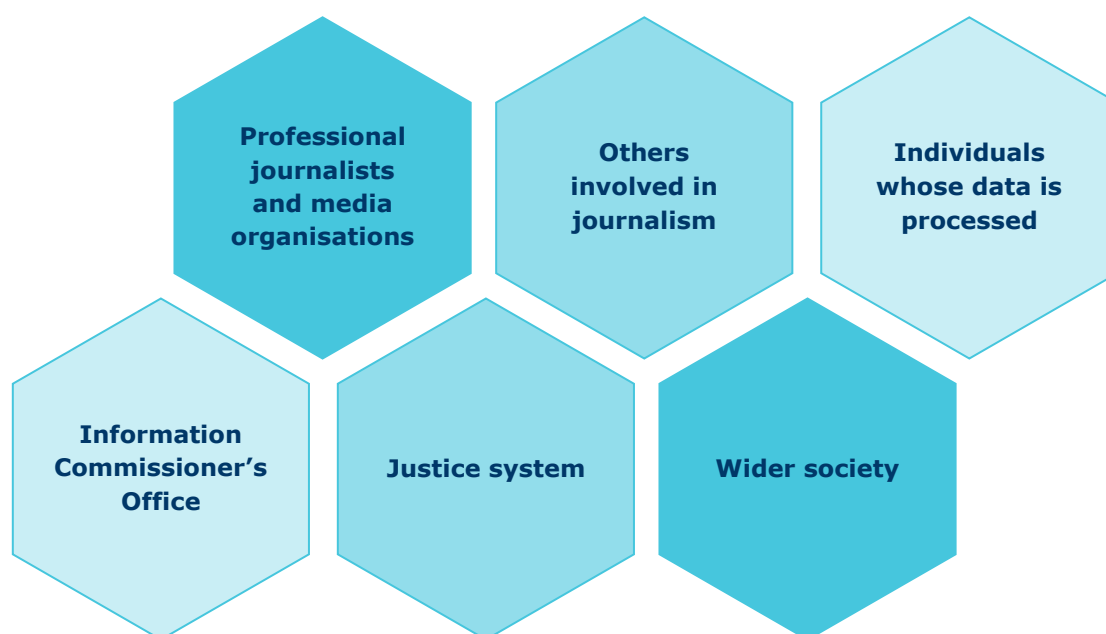 Professional
journalists
and media
organisations
Others
involved in
journalism
Individuals
whose data is
processed
Information
Commissioner’s
Office
Justice system
Wider society